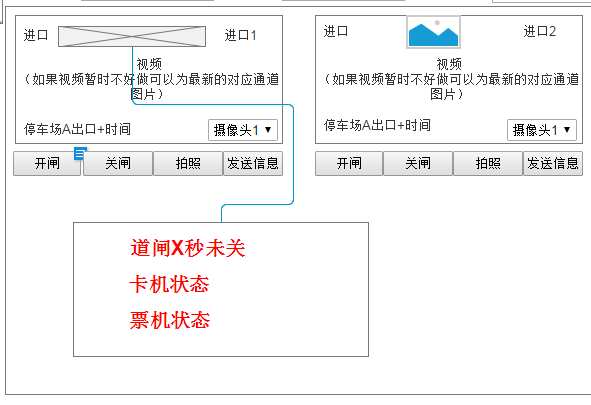 进口 进口1
视频
（如果视频暂时不好做可以为最新的对应通道
图片）
停车场A出口+时间 摄像头1
开闸 关闸 拍照 发送信息
进口 进口2
视频
（如果视频暂时不好做可以为最新的对应通道
图片）
停车场A出口+时间 摄像头1
开闸 关闸 拍照 发送信息
道闸X秒未关
卡机状态
票机状态